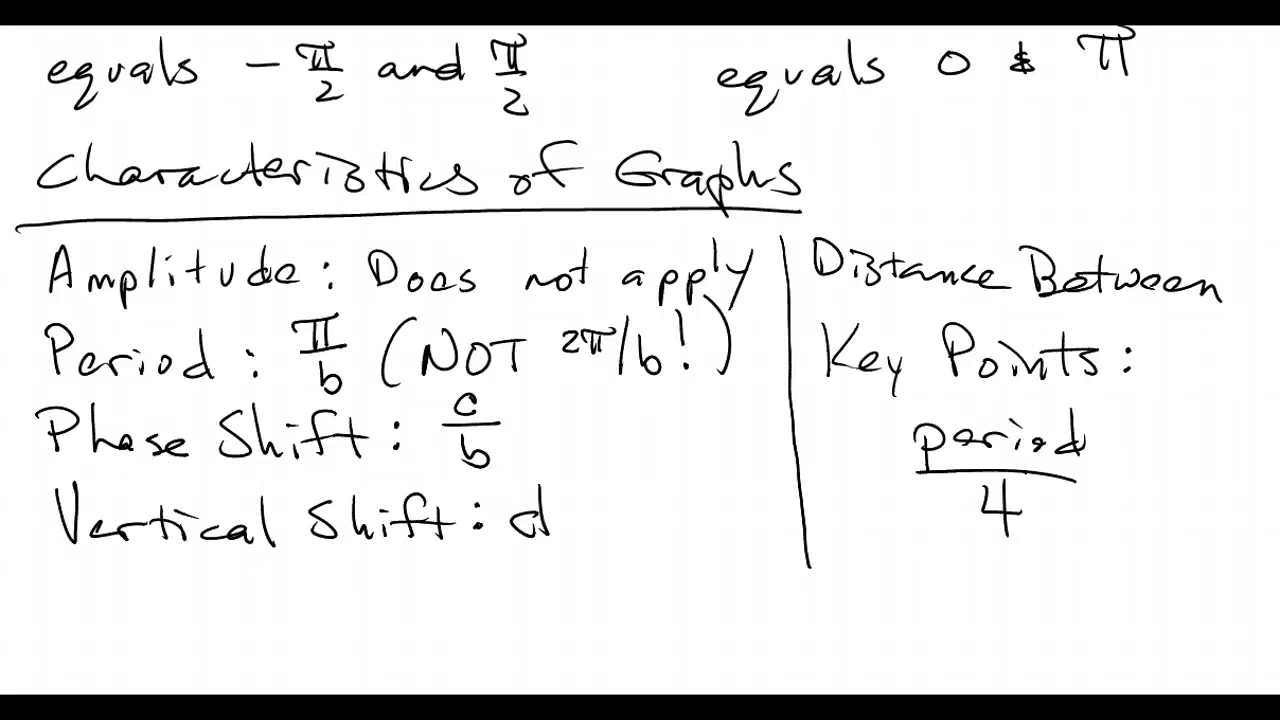 equals - π/2 and π/2
equals 0 & π
Characteristics of Graphs
Amplitude: Does not apply
Period: π/b (NOT 2π/b!)
Phase Shift: c/b
Vertical Shift: d
Distance Between
Key Points:
period
4